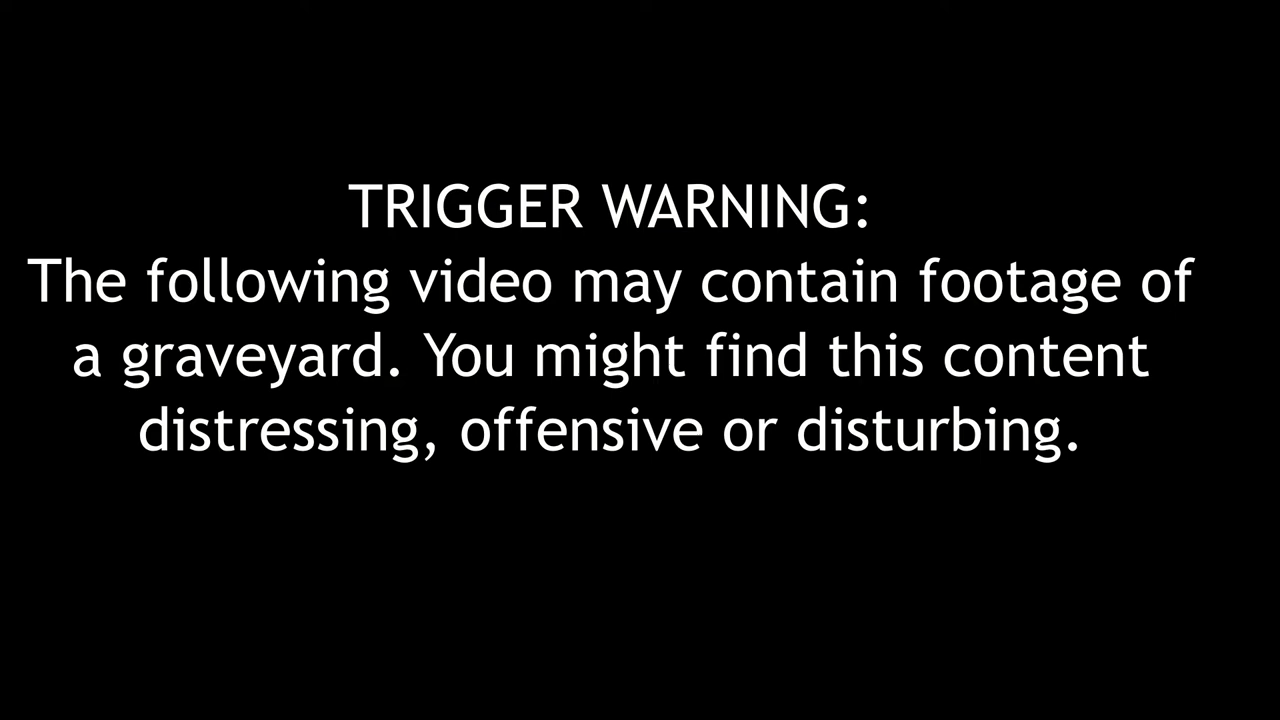 TRIGGER WARNING:
The following video may contain footage of
a graveyard. You might find this content
distressing, offensive or disturbing.